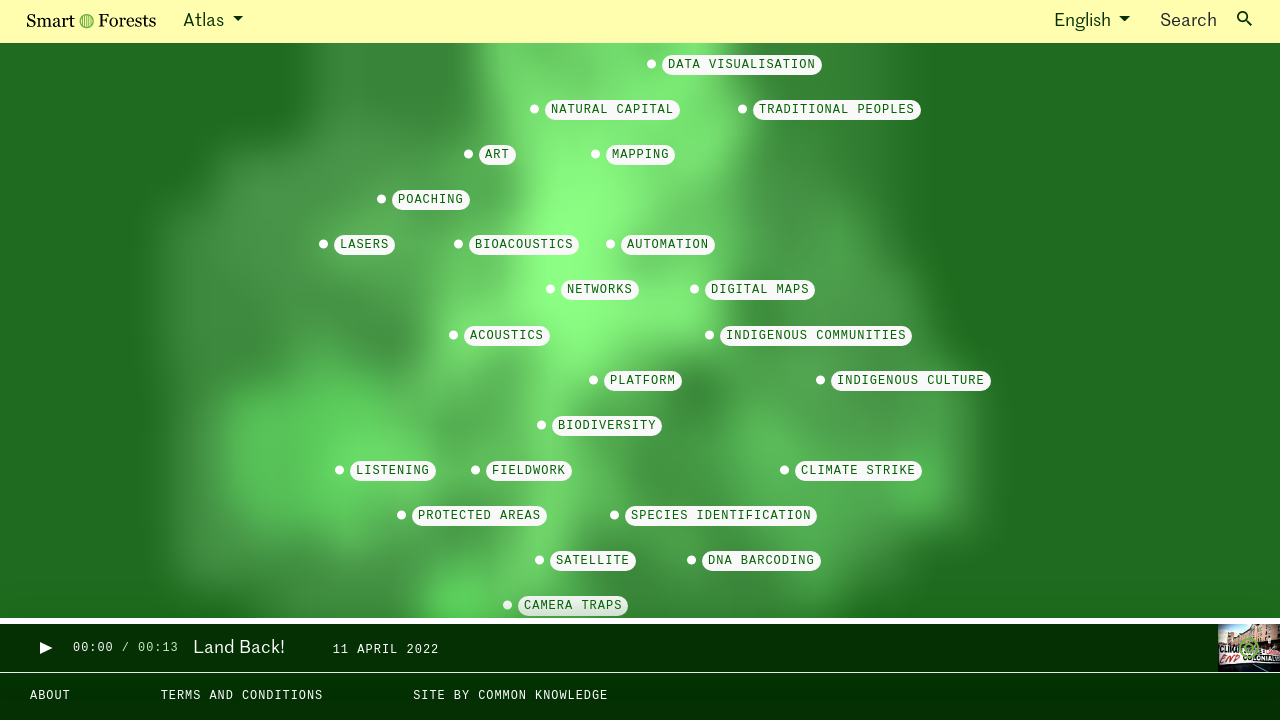 Smart Forests Atlas English Search
DATA VISUALISATION
NATURAL CAPITAL TRADITIONAL PEOPLES
ART MAPPING
POACHING
LASERS BIOACOUSTICS AUTOMATION
NETWORKS DIGITAL MAPS
ACOUSTICS INDIGENOUS COMMUNITIES
PLATFORM INDIGENOUS CULTURE
BIODIVERSITY
LISTENING FIELDWORK CLIMATE STRIKE
PROTECTED AREAS SPECIES IDENTIFICATION
SATELLITE DNA BARCODING
CAMERA TRAPS
00:00 / 00:13 Land Back! 11 APRIL 2022
END
ABOUT TERMS AND CONDITIONS SITE BY COMMON KNOWLEDGE